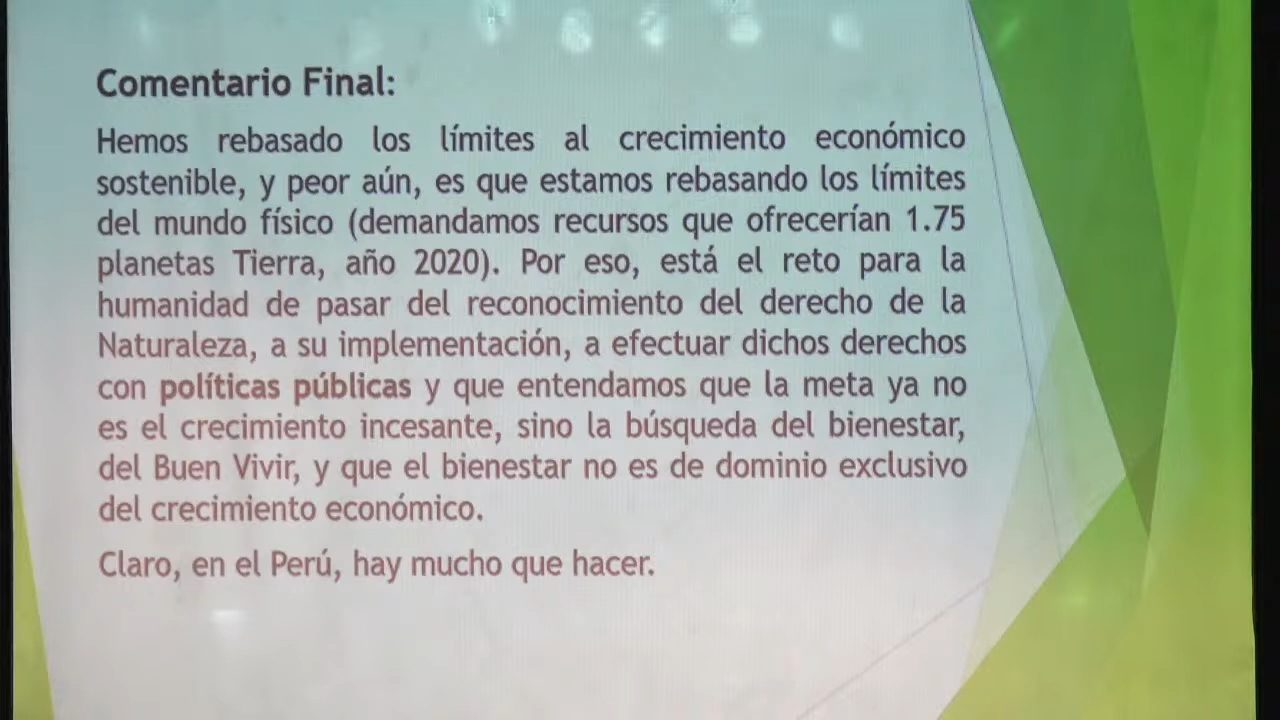 Comentario Final:
Hemos rebasado los límites al crecimiento económico
sostenible, y peor aún, es que estamos rebasando los límites
del mundo físico (demandamos recursos que ofrecerían 1.75
planetas Tierra, año 2020). Por eso, está el reto para la
humanidad de pasar del reconocimiento del derecho de la
Naturaleza, a su implementación, a efectuar dichos derechos
con políticas públicas y que entendamos que la meta ya no
es el crecimiento incesante, sino la búsqueda del bienestar,
del Buen Vivir, y que el bienestar no es de dominio exclusivo
del crecimiento económico.
Claro, en el Perú, hay mucho que hacer.